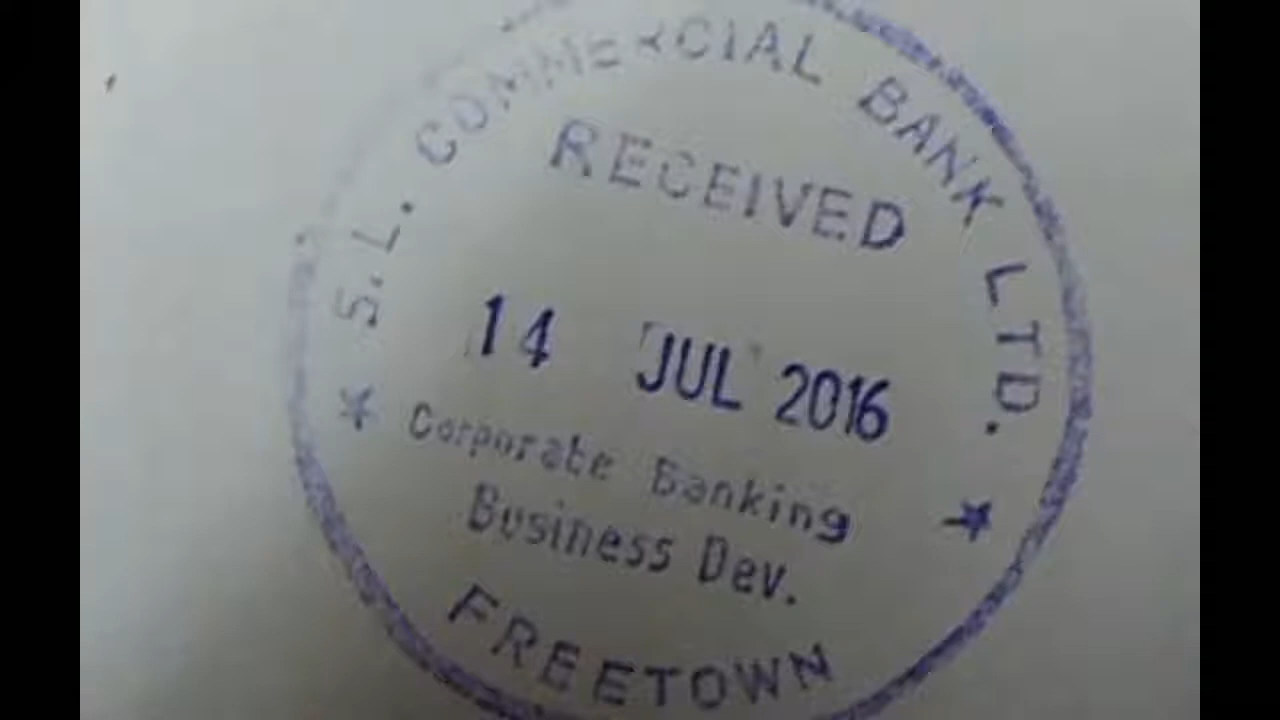 S.L. COMMERCIAL BANK LTD.
RECEIVED
14 JUL 2016
Corporate Banking
Business Dev.
FREETOWN